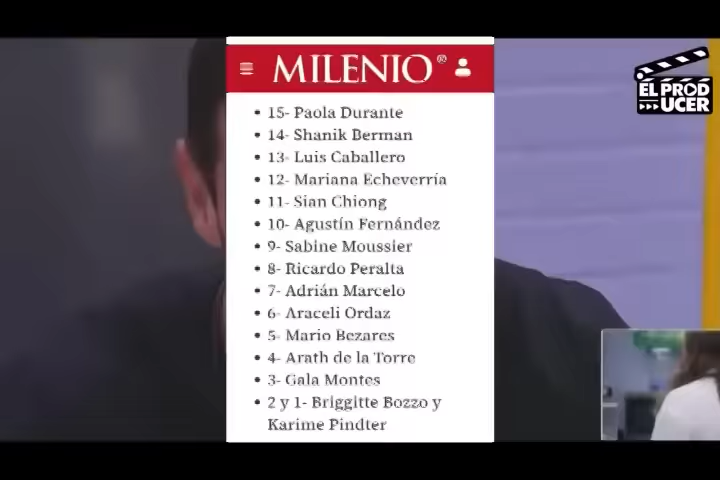 MILENIO®
EL PROD
UCER
• 15- Paola Durante
• 14- Shanik Berman
• 13- Luis Caballero
• 12- Mariana Echeverría
• 11- Sian Chiong
• 10- Agustín Fernández
• 9- Sabine Moussier
• 8- Ricardo Peralta
• 7- Adrián Marcelo
• 6- Araceli Ordaz
• 5- Mario Bezares
• 4- Arath de la Torre
• 3- Gala Montes
• 2 y 1- Briggitte Bozzo y
Karime Pindter